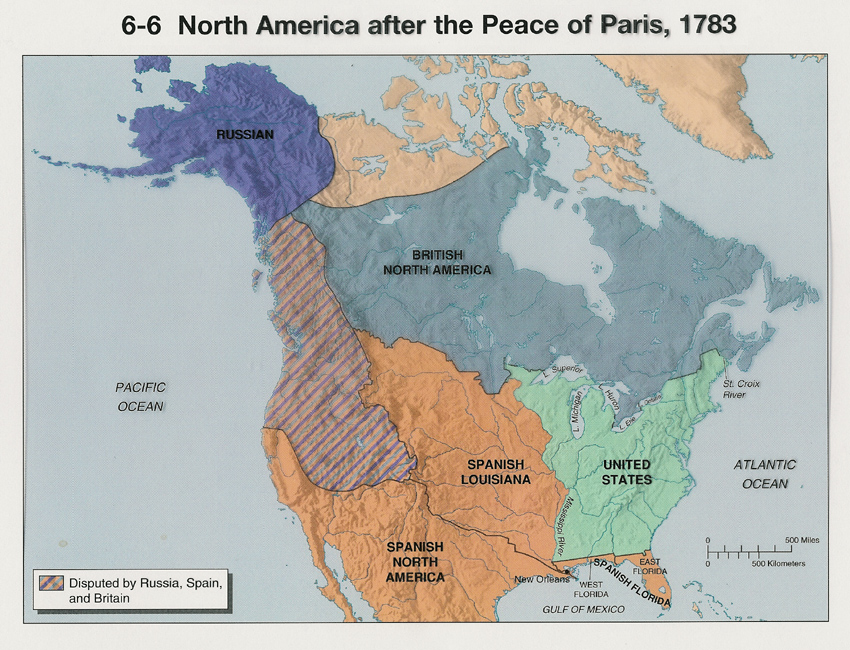 6-6 North America after the Peace of Paris, 1783
RUSSIAN
BRITISH
NORTH AMERICA
PACIFIC
OCEAN
L. Superior
L. Michigan
Huron
L. Erie
L. Ontario
St. Croix
River
SPANISH
LOUISIANA
UNITED
STATES
ATLANTIC
OCEAN
Mississippi River
SPANISH
NORTH
AMERICA
New Orleans
WEST
FLORIDA
EAST
FLORIDA
SPANISH FLORIDA
GULF OF MEXICO
0 500 Miles
0 500 Kilometers
Disputed by Russia, Spain,
and Britain